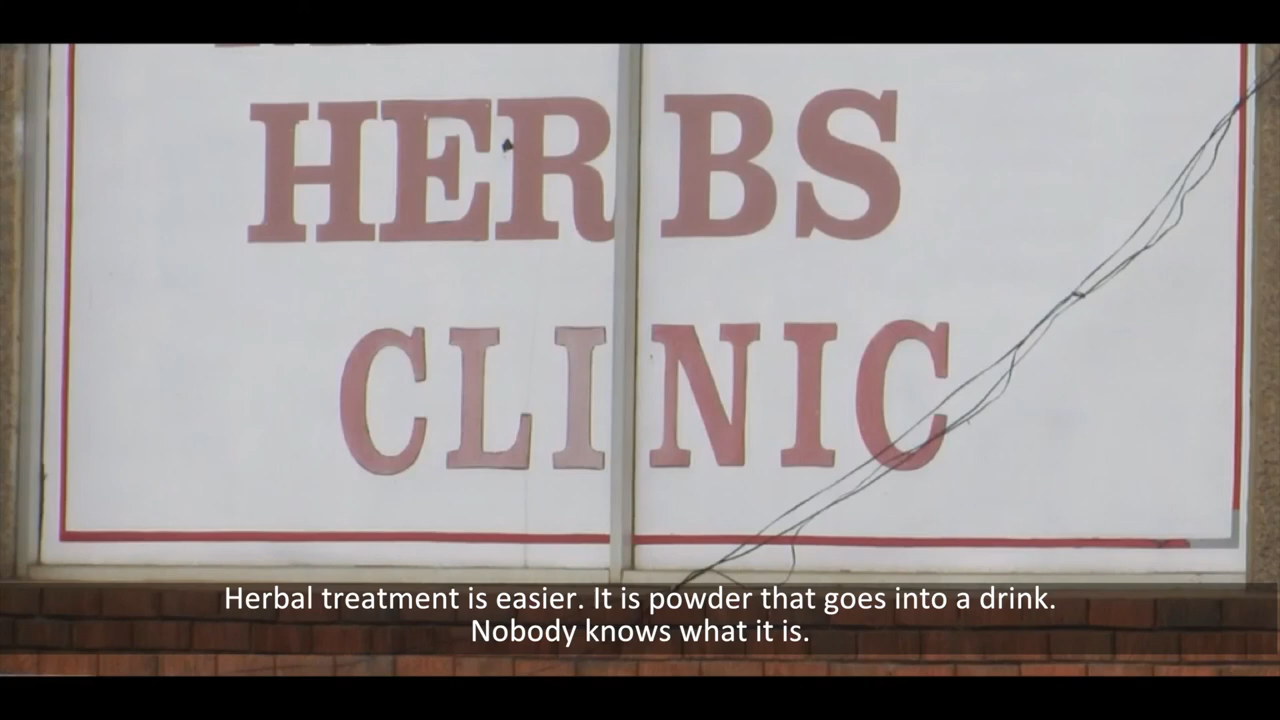 HERBS
CLINIC
Herbal treatment is easier. It is powder that goes into a drink.
Nobody knows what it is.